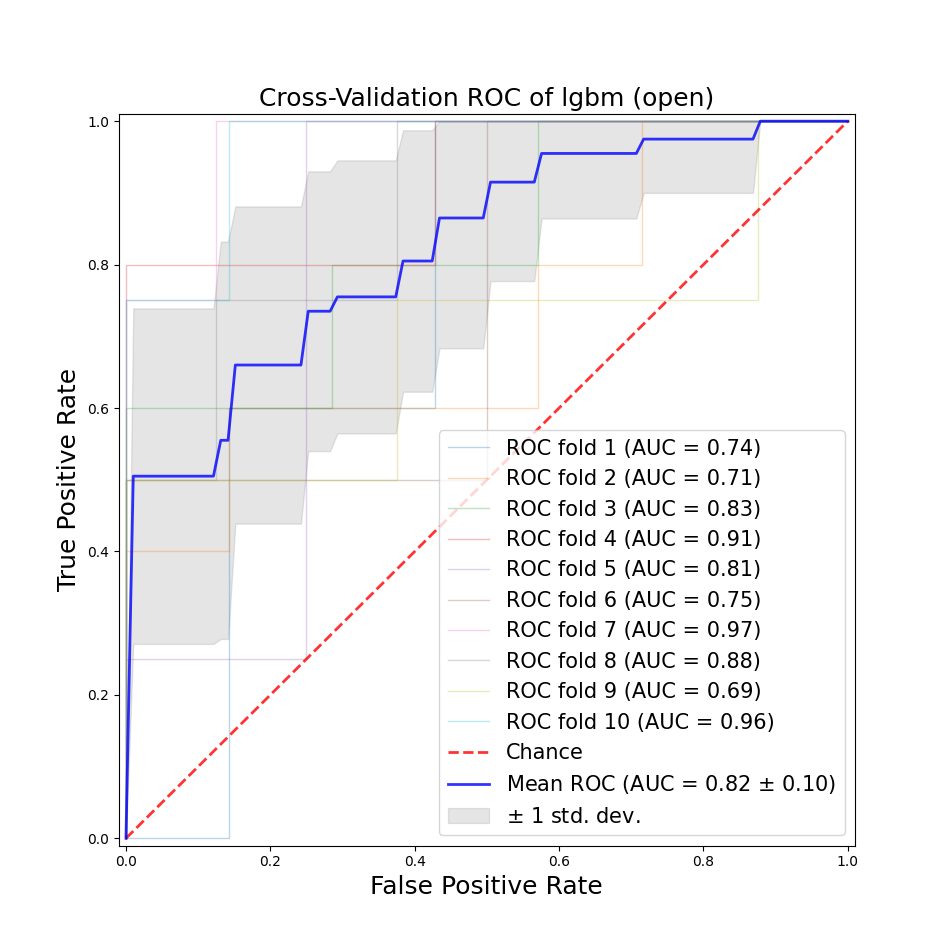 Cross-Validation ROC of lgbm (open)
True Positive Rate
1.0
0.8
0.6
0.4
0.2
0.0
ROC fold 1 (AUC = 0.74)
ROC fold 2 (AUC = 0.71)
ROC fold 3 (AUC = 0.83)
ROC fold 4 (AUC = 0.91)
ROC fold 5 (AUC = 0.81)
ROC fold 6 (AUC = 0.75)
ROC fold 7 (AUC = 0.97)
ROC fold 8 (AUC = 0.88)
ROC fold 9 (AUC = 0.69)
ROC fold 10 (AUC = 0.96)
Chance
Mean ROC (AUC = 0.82 ± 0.10)
± 1 std. dev.
0.0 0.2 0.4 0.6 0.8 1.0
False Positive Rate